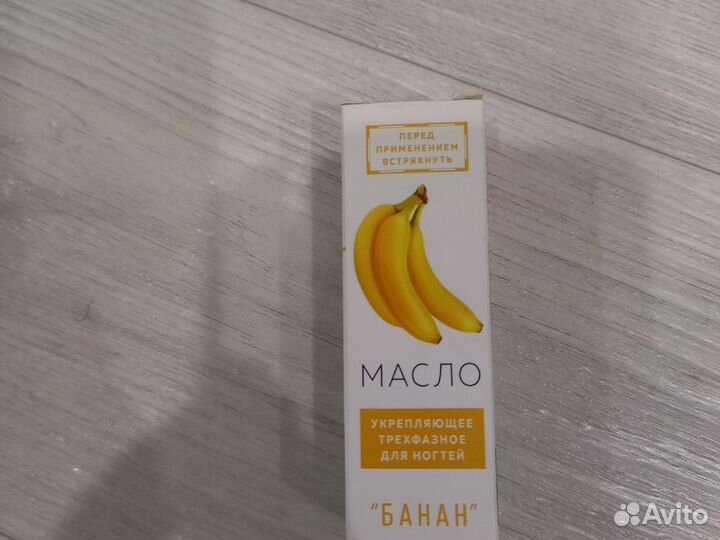 ПЕРЕД
ПРИМЕНЕНИЕМ
ВСТРЯХНУТЬ
МАСЛО
УКРЕПЛЯЮЩЕЕ
ТРЕХФАЗНОЕ
ДЛЯ НОГТЕЙ
"БАНАН"
Avito